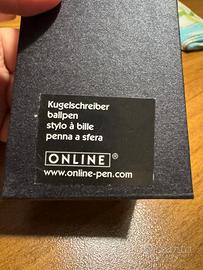 Kugelschreiber
ballpen
stylo à bille
penna a sfera
ONLINE®
www.online-pen.com